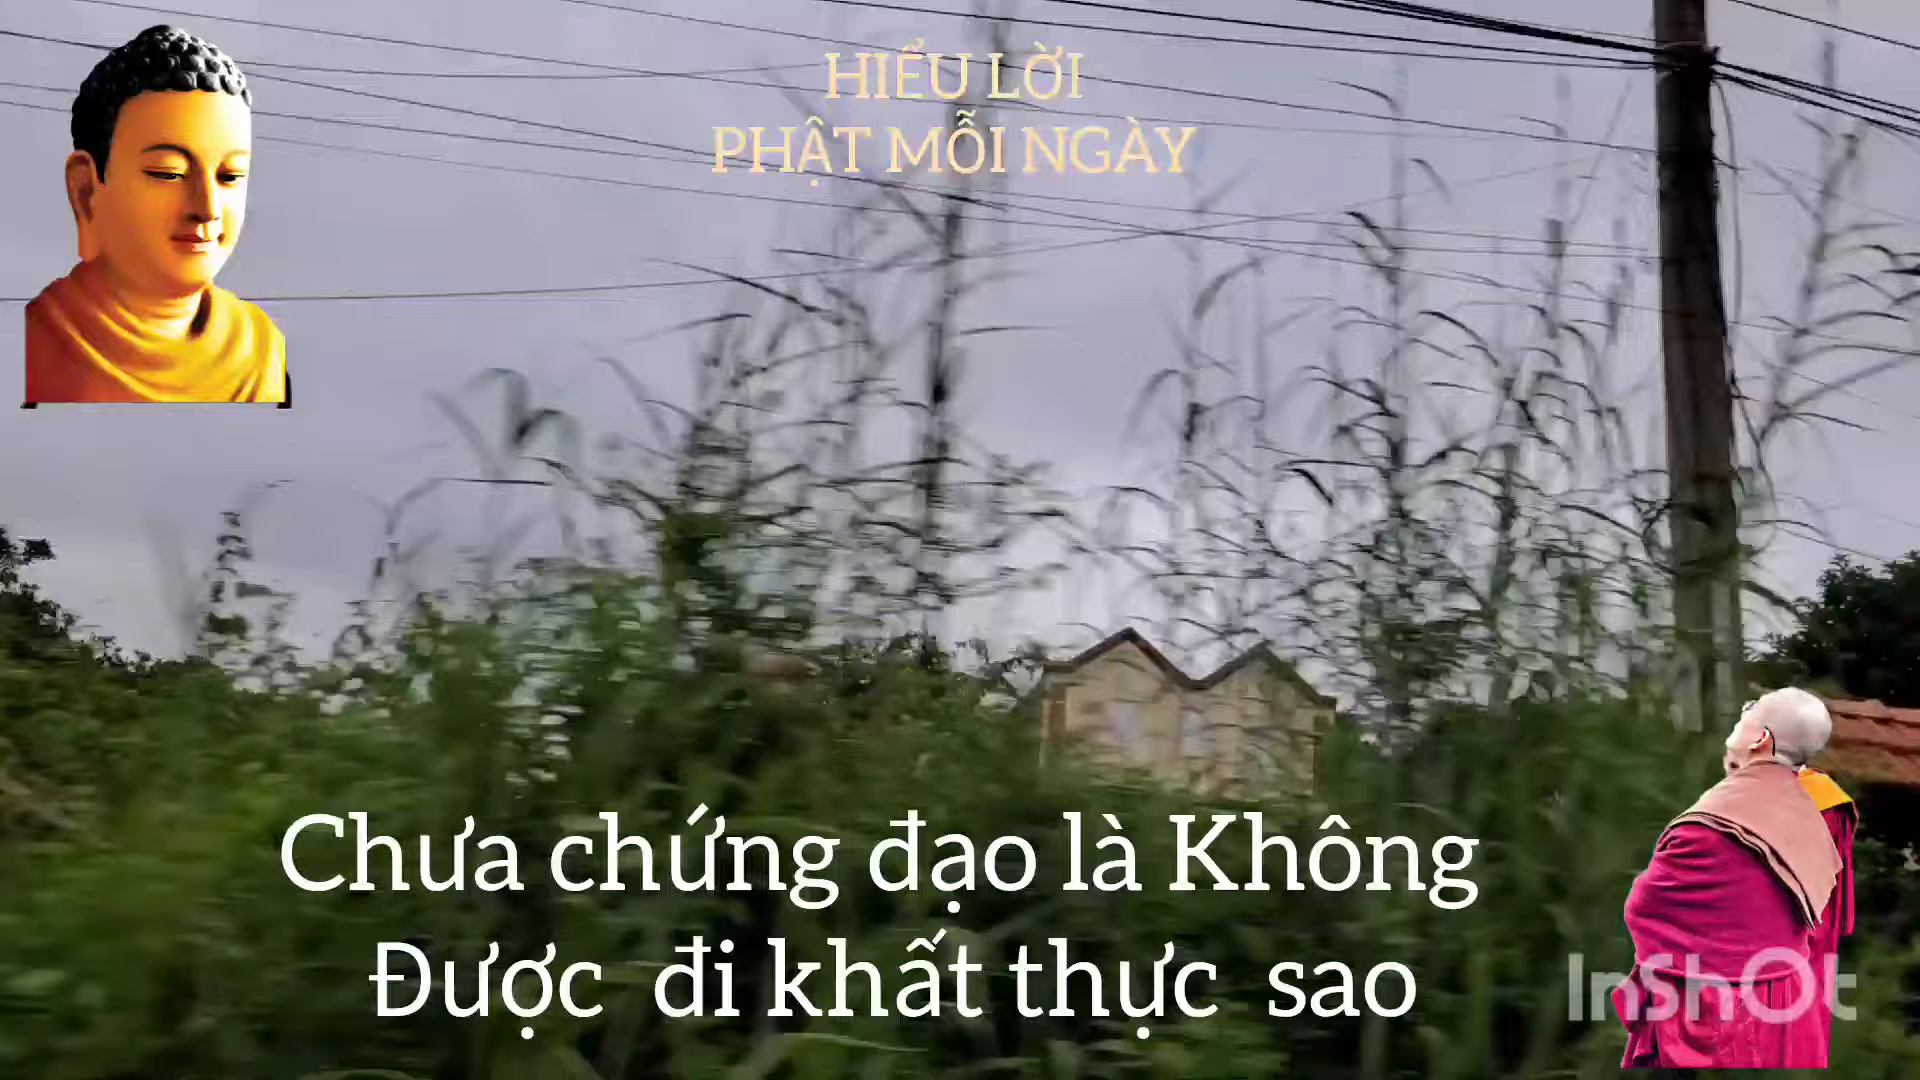 HIỂU LỜI
PHẬT MỖI NGÀY
Chưa chứng đạo là Không
Được đi khất thực sao
InShOt